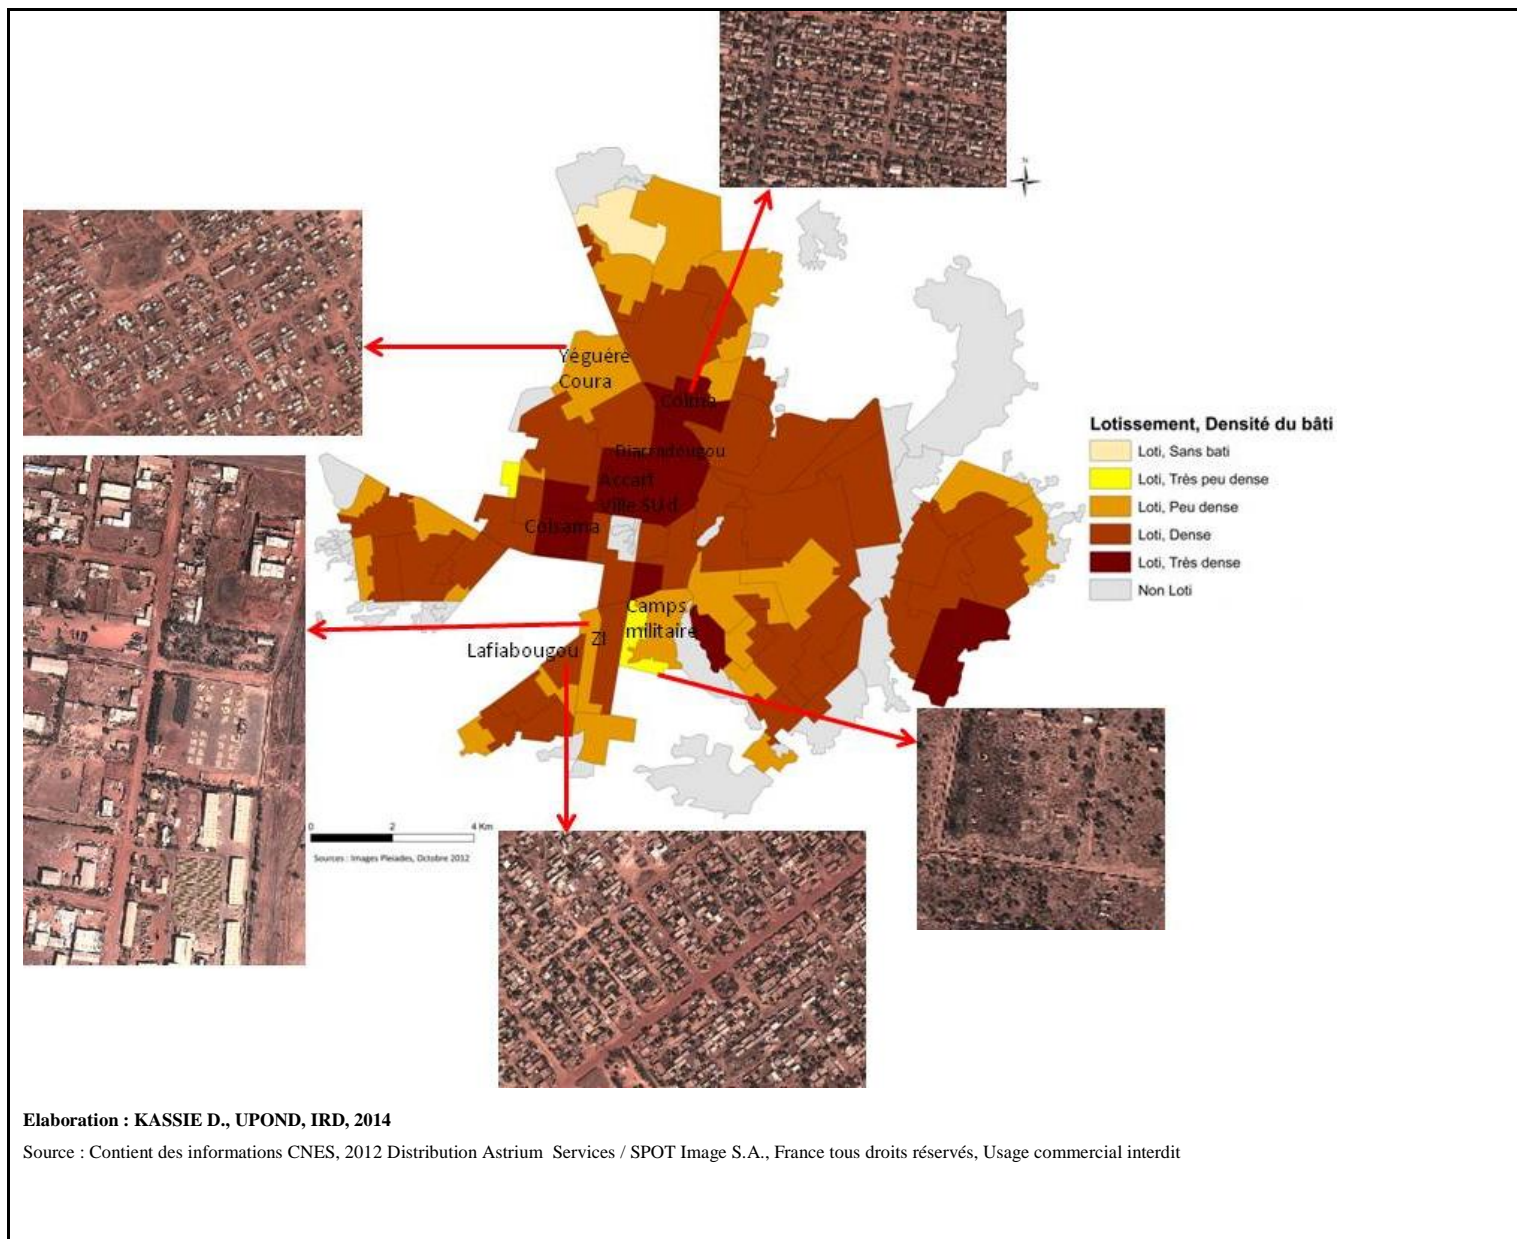 N
Yéguéré
Coura
Colma
Diarradougou
Accart
Ville SUd
Colsama
Camps
militaire
ZI
Lafiabougou
Lotissement, Densité du bâti
Loti, Sans bati
Loti, Très peu dense
Loti, Peu dense
Loti, Dense
Loti, Très dense
Non Loti
0 2 4 Km
Sources : Images Pleiades, Octobre 2012
Elaboration : KASSIE D., UPOND, IRD, 2014
Source : Contient des informations CNES, 2012 Distribution Astrium Services / SPOT Image S.A., France tous droits réservés, Usage commercial interdit